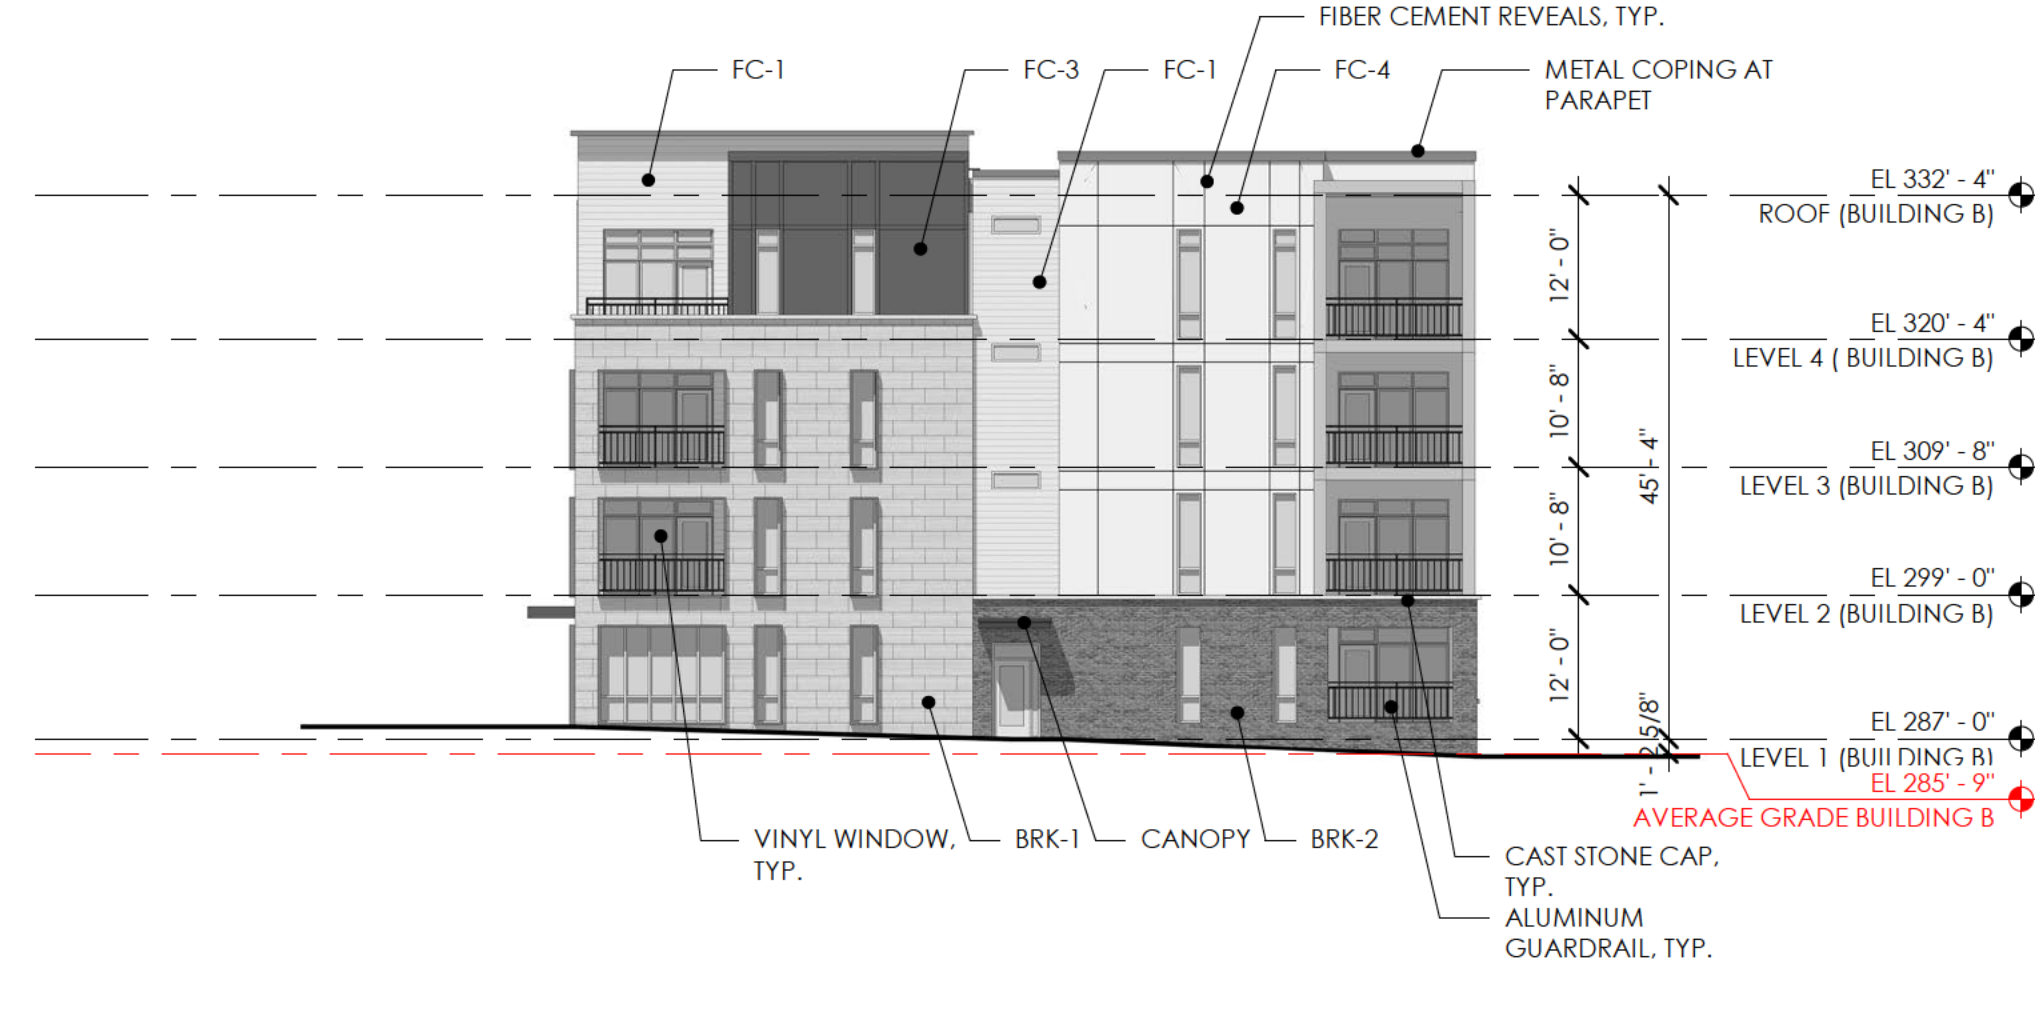 FIBER CEMENT REVEALS, TYP.
FC-1
FC-3
FC-1
FC-4
METAL COPING AT
PARAPET
EL 332' - 4"
ROOF (BUILDING B)
12' - 0"
EL 320' - 4"
LEVEL 4 ( BUILDING B)
10' - 8"
45' - 4"
EL 309' - 8"
LEVEL 3 (BUILDING B)
10' - 8"
EL 299' - 0"
LEVEL 2 (BUILDING B)
12' - 0"
EL 287' - 0"
LEVEL 1 (BUILDING B)
1' - 2 5/8"
EL 285' - 9"
AVERAGE GRADE BUILDING B
VINYL WINDOW,
TYP.
BRK-1
CANOPY
BRK-2
CAST STONE CAP,
TYP.
ALUMINUM
GUARDRAIL, TYP.